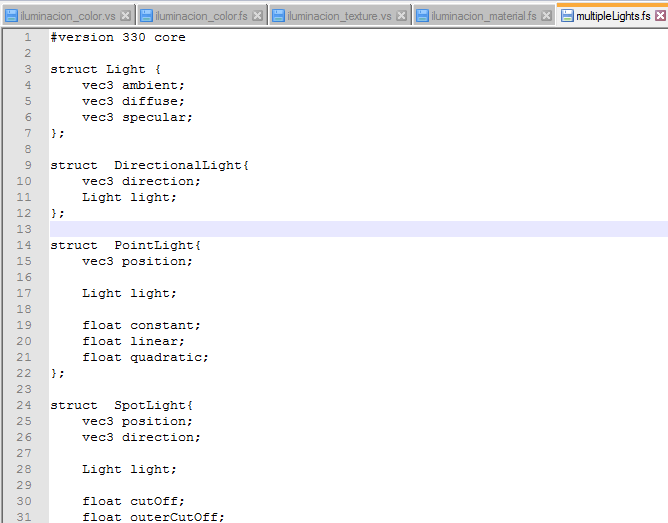 iluminacion_color.vs iluminacion_color.fs iluminacion_texture.vs iluminacion_material.fs multipleLights.fs
1 #version 330 core
2
3 struct Light {
4     vec3 ambient;
5     vec3 diffuse;
6     vec3 specular;
7 };
8
9 struct  DirectionalLight{
10     vec3 direction;
11     Light light;
12 };
13
14 struct  PointLight{
15     vec3 position;
16
17     Light light;
18
19     float constant;
20     float linear;
21     float quadratic;
22 };
23
24 struct  SpotLight{
25     vec3 position;
26     vec3 direction;
27
28     Light light;
29
30     float cutOff;
31     float outerCutOff;